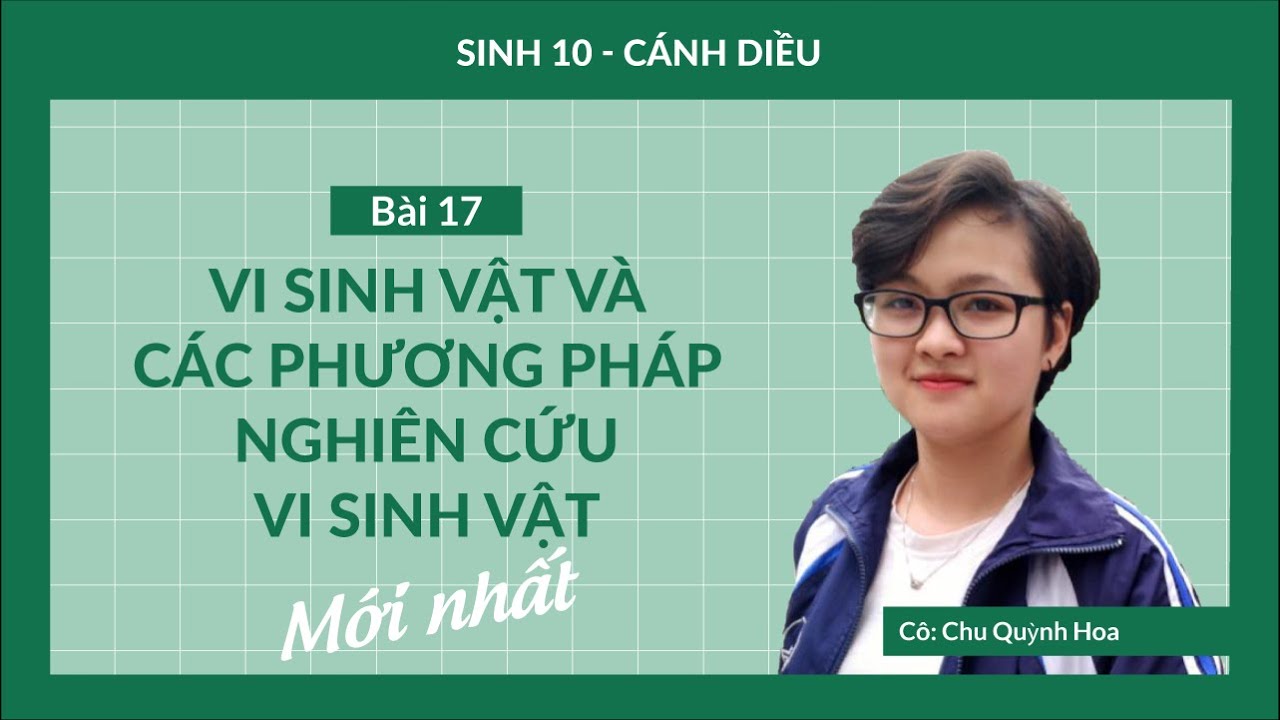 SINH 10 - CÁNH DIỀU
Bài 17
VI SINH VẬT VÀ
CÁC PHƯƠNG PHÁP
NGHIÊN CỨU
VI SINH VẬT
Mới nhất
Cô: Chu Quỳnh Hoa